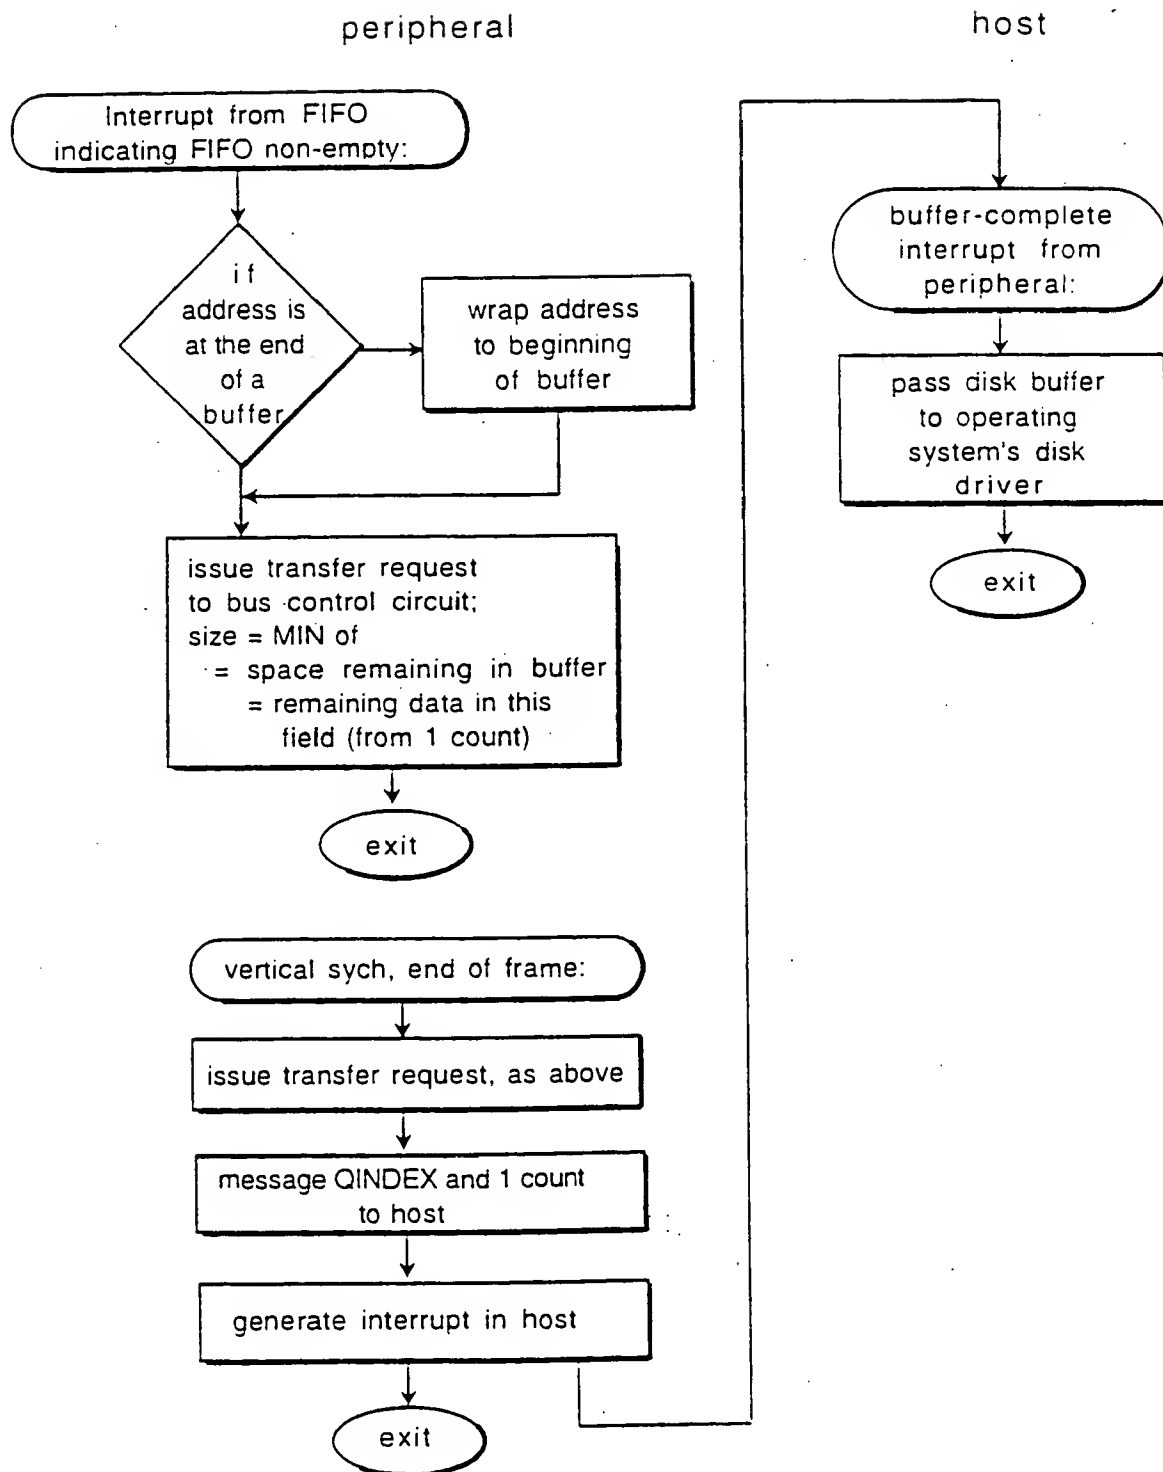 peripheral
host
Interrupt from FIFO
indicating FIFO non-empty:
if
address is
at the end
of a
buffer
wrap address
to beginning
of buffer
issue transfer request
to bus control circuit;
size = MIN of
= space remaining in buffer
= remaining data in this
field (from 1 count)
exit
vertical sych, end of frame:
issue transfer request, as above
message QINDEX and 1 count
to host
generate interrupt in host
exit
buffer-complete
interrupt from
peripheral:
pass disk buffer
to operating
system's disk
driver
exit